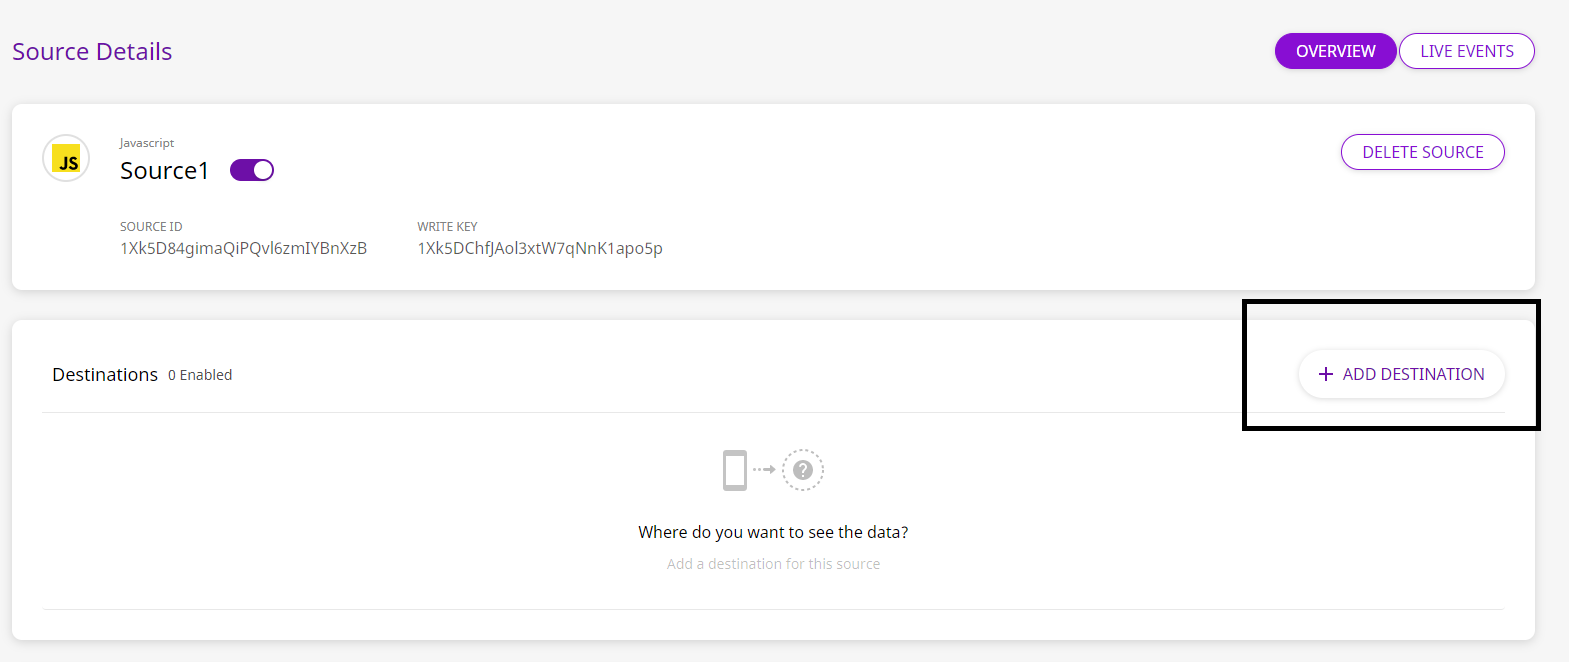 Source Details
OVERVIEW
LIVE EVENTS
JS
Javascript
Source1
DELETE SOURCE
SOURCE ID
WRITE KEY
1Xk5D84gimaQiPQvl6zmIYBnXzB
1Xk5DChfJAol3xtW7qNnK1apo5p
Destinations 0 Enabled
+ ADD DESTINATION
?
Where do you want to see the data?
Add a destination for this source